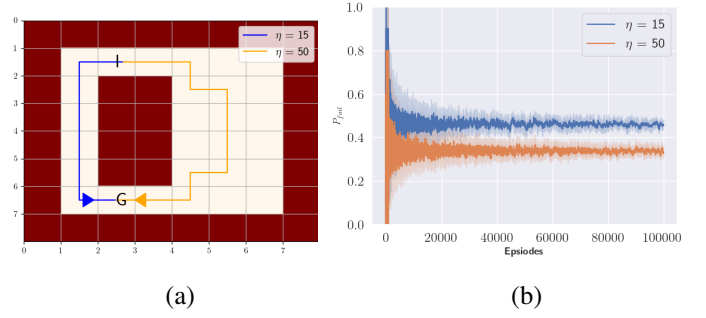 0
1
2
3
4
5
6
7
0 1 2 3 4 5 6 7
I
G
η = 15
η = 50
(a)
1.0
0.8
0.6
0.4
0.2
0.0
P_fail
0 20000 40000 60000 80000 100000
Epsiodes
η = 15
η = 50
(b)